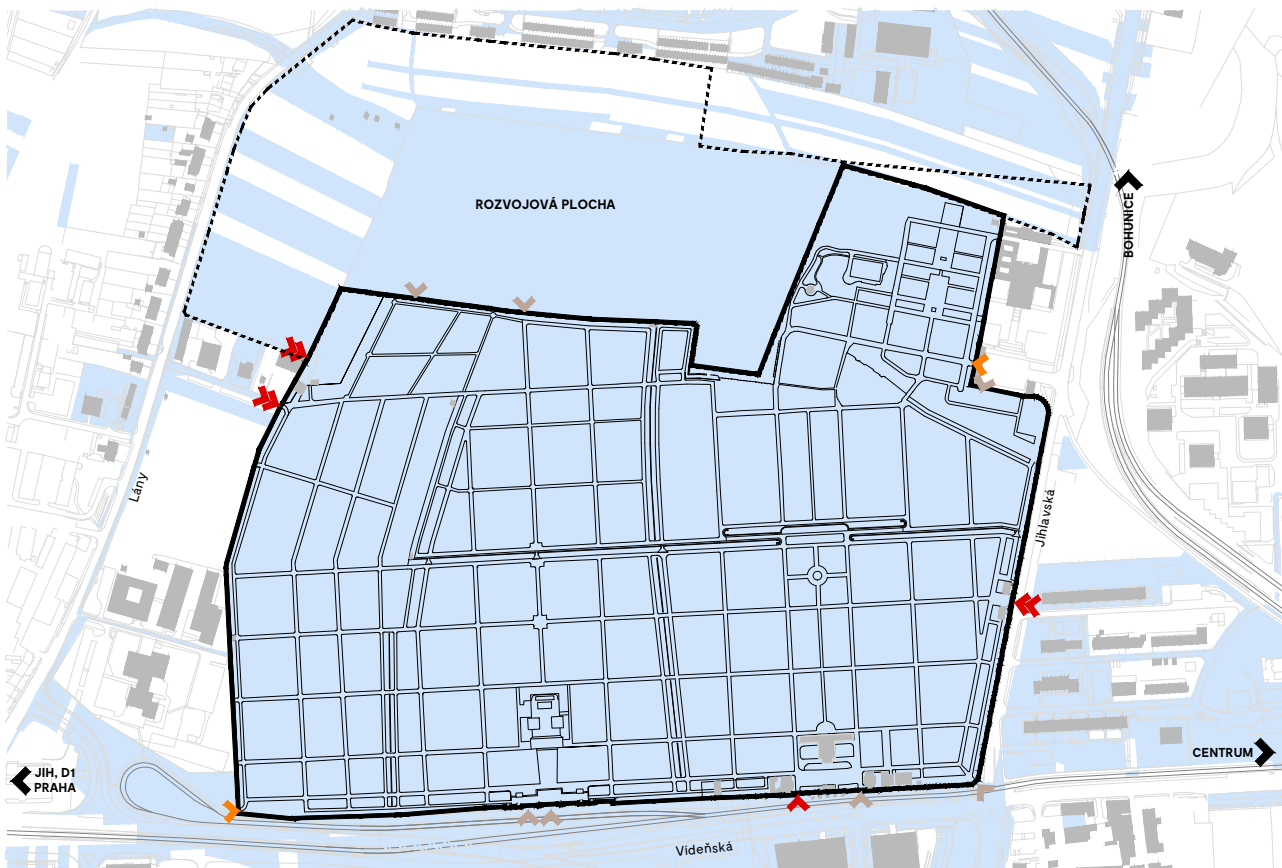 ROZVOJOVÁ PLOCHA
BOHUNICE
Lány
Jihlavská
CENTRUM
JIH, D1
PRAHA
Vídeňská